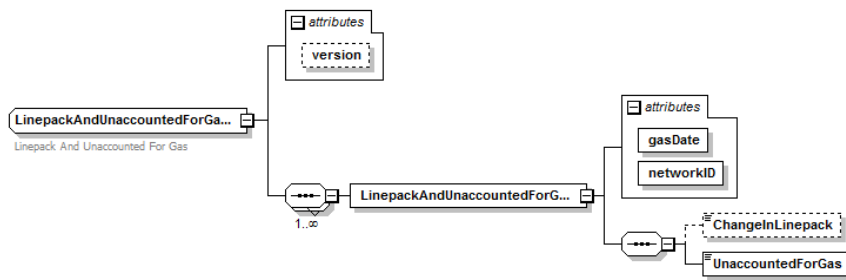 attributes
version
LinepackAndUnaccountedForGa...
Linepack And Unaccounted For Gas
attributes
gasDate
networkID
LinepackAndUnaccountedForG...
1..∞
ChangeInLinepack
UnaccountedForGas